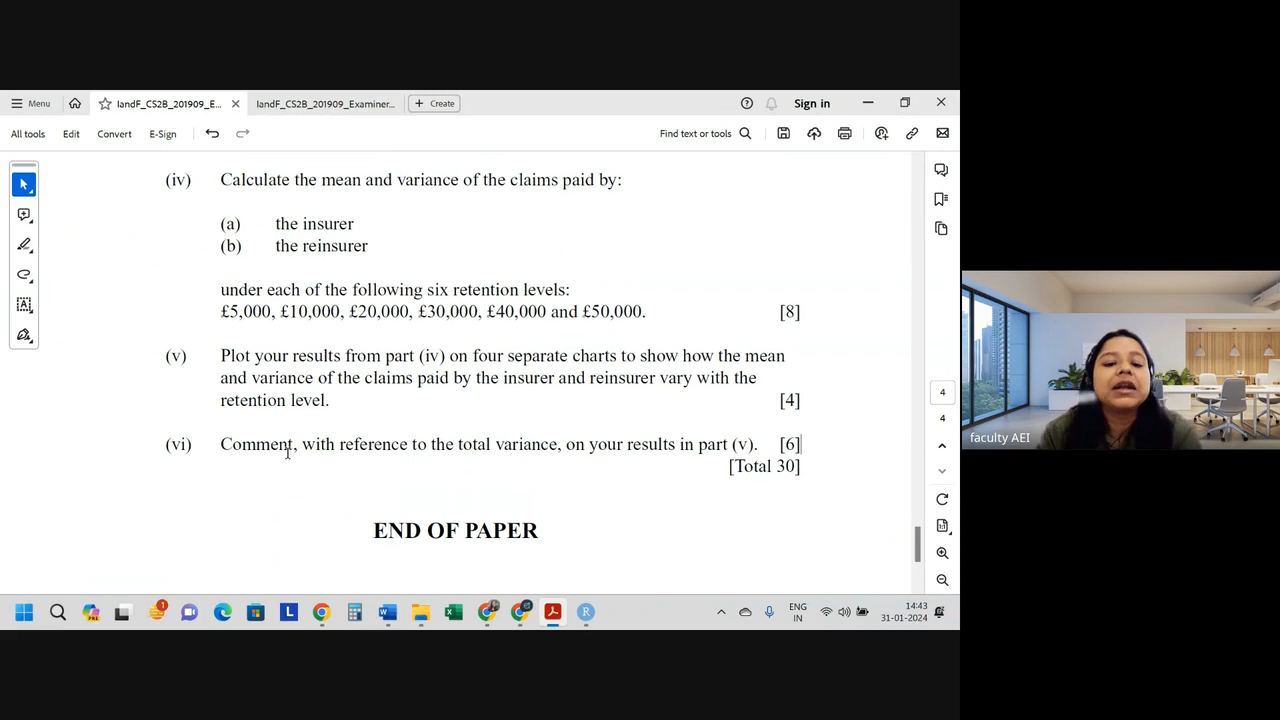 Menu
IandF_CS2B_201909_E...
IandF_CS2B_201909_Examiner...
Create
Sign in
All tools
Edit
Convert
E-Sign
Find text or tools
(iv) Calculate the mean and variance of the claims paid by:
(a) the insurer
(b) the reinsurer
under each of the following six retention levels:
£5,000, £10,000, £20,000, £30,000, £40,000 and £50,000. [8]
(v) Plot your results from part (iv) on four separate charts to show how the mean
and variance of the claims paid by the insurer and reinsurer vary with the
retention level. [4]
(vi) Comment, with reference to the total variance, on your results in part (v). [6]
[Total 30]
END OF PAPER
4
4
faculty AEI
ENG
IN
14:43
31-01-2024